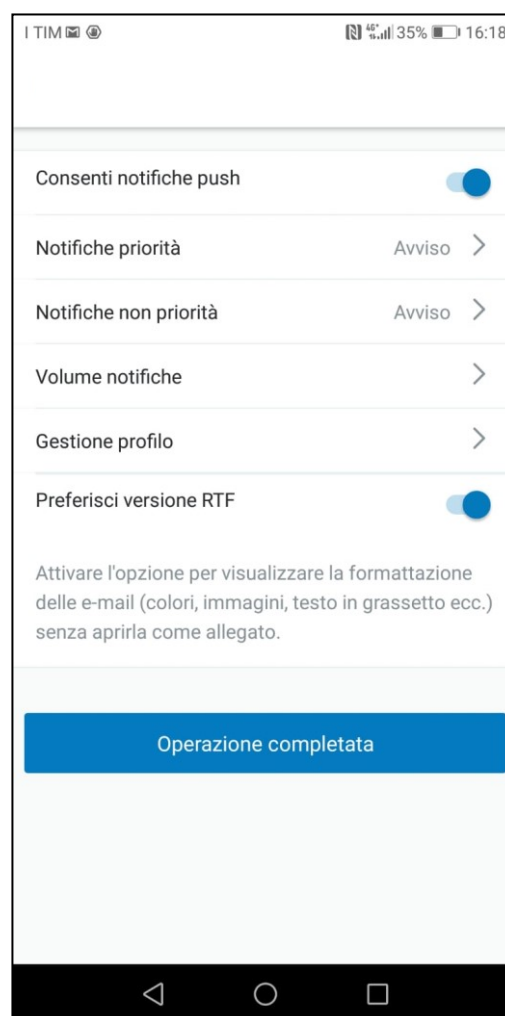 I TIM 35% 16:18
Consenti notifiche push
Notifiche priorità Avviso
Notifiche non priorità Avviso
Volume notifiche
Gestione profilo
Preferisci versione RTF
Attivare l'opzione per visualizzare la formattazione
delle e-mail (colori, immagini, testo in grassetto ecc.)
senza aprirla come allegato.
Operazione completata